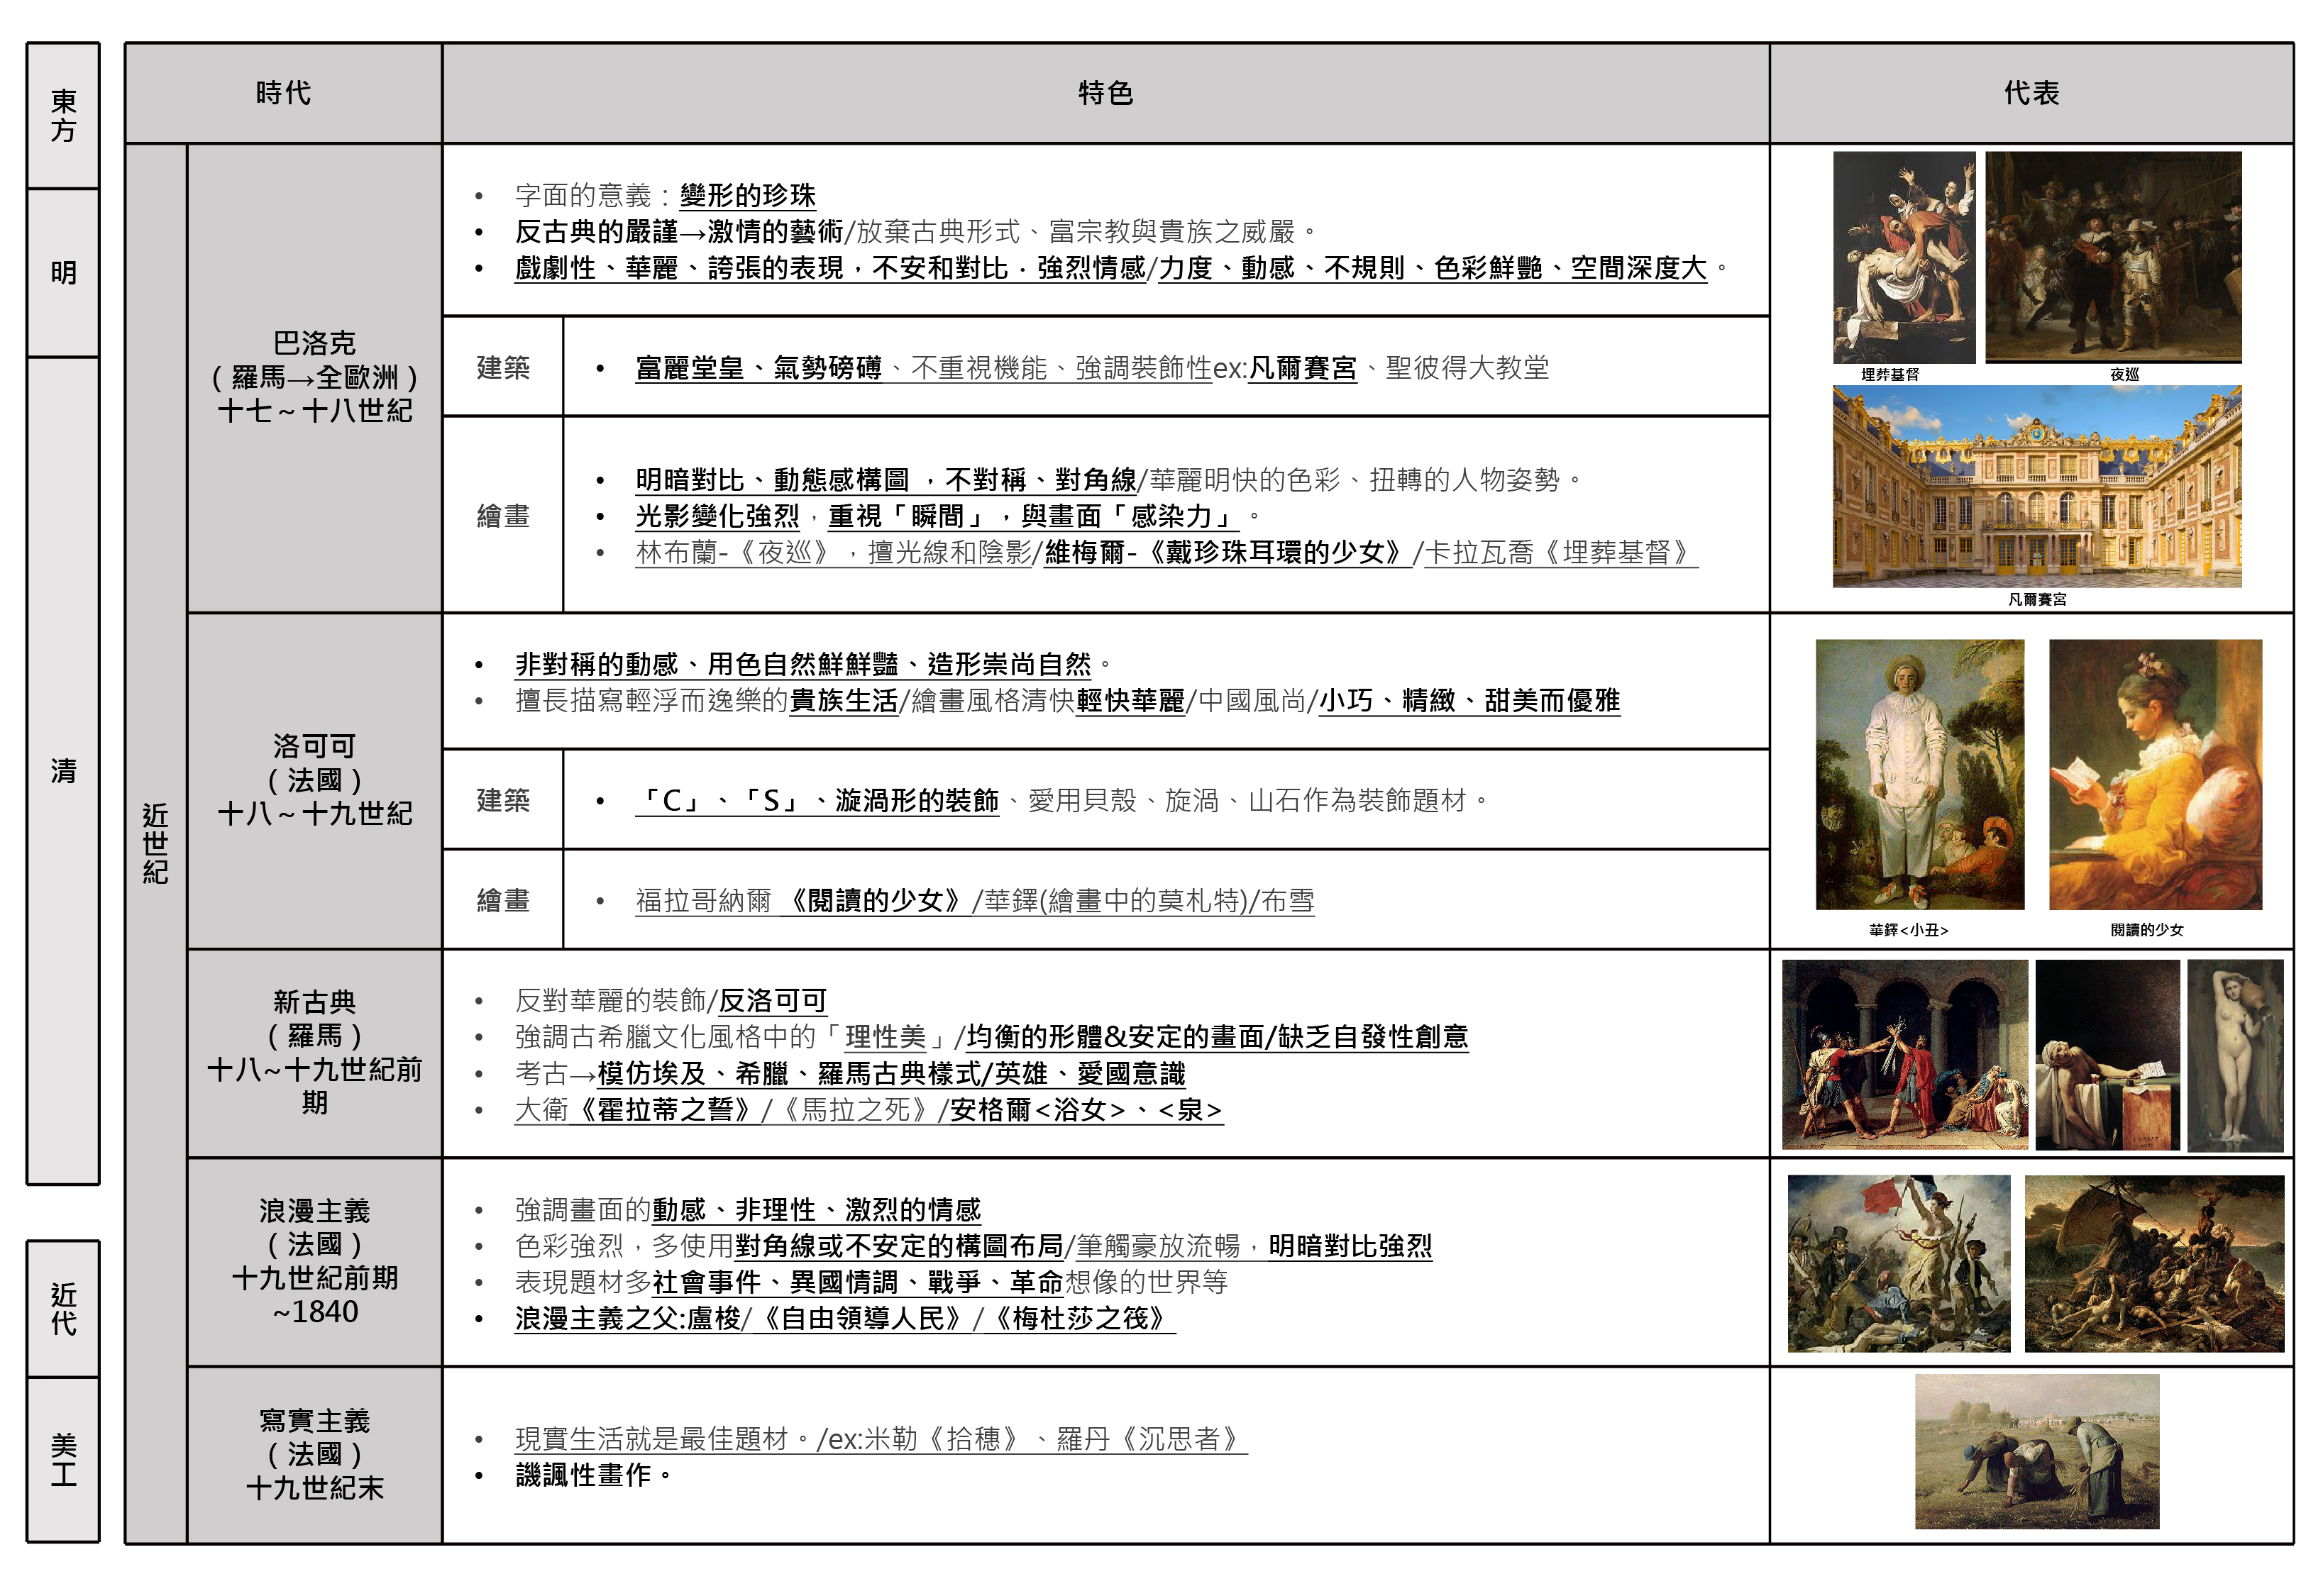 東方
明
清
近代
美工
時代
特色
代表
近世紀
巴洛克
（羅馬→全歐洲）
十七～十八世紀
• 字面的意義：變形的珍珠
• 反古典的嚴謹→激情的藝術/放棄古典形式、富宗教與貴族之威嚴。
• 戲劇性、華麗、誇張的表現，不安和對比．強烈情感/力度、動感、不規則、色彩鮮艷、空間深度大。
建築
• 富麗堂皇、氣勢磅礡、不重視機能、強調裝飾性ex:凡爾賽宮、聖彼得大教堂
繪畫
• 明暗對比、動態感構圖 ，不對稱、對角線/華麗明快的色彩、扭轉的人物姿勢。
• 光影變化強烈，重視「瞬間」，與畫面「感染力」。
• 林布蘭-《夜巡》，擅光線和陰影/維梅爾-《戴珍珠耳環的少女》/卡拉瓦喬《埋葬基督》
埋葬基督
夜巡
凡爾賽宮
洛可可
（法國）
十八～十九世紀
• 非對稱的動感、用色自然鮮鮮豔、造形崇尚自然。
• 擅長描寫輕浮而逸樂的貴族生活/繪畫風格清快輕快華麗/中國風尚/小巧、精緻、甜美而優雅
建築
• 「C」、「S」、漩渦形的裝飾、愛用貝殼、旋渦、山石作為裝飾題材。
繪畫
• 福拉哥納爾《閱讀的少女》/華鐸(繪畫中的莫札特)/布雪
華鐸<小丑>
閱讀的少女
新古典
（羅馬）
十八~十九世紀前
期
• 反對華麗的裝飾/反洛可可
• 強調古希臘文化風格中的「理性美」/均衡的形體&安定的畫面/缺乏自發性創意
• 考古→模仿埃及、希臘、羅馬古典樣式/英雄、愛國意識
• 大衛《霍拉蒂之誓》/《馬拉之死》/安格爾<浴女>、<泉>
浪漫主義
（法國）
十九世紀前期
~1840
• 強調畫面的動感、非理性、激烈的情感
• 色彩強烈，多使用對角線或不安定的構圖布局/筆觸豪放流暢，明暗對比強烈
• 表現題材多社會事件、異國情調、戰爭、革命想像的世界等
• 浪漫主義之父:盧梭/《自由領導人民》/《梅杜莎之筏》
寫實主義
（法國）
十九世紀末
• 現實生活就是最佳題材。/ex:米勒《拾穗》、羅丹《沉思者》
• 譏諷性畫作。